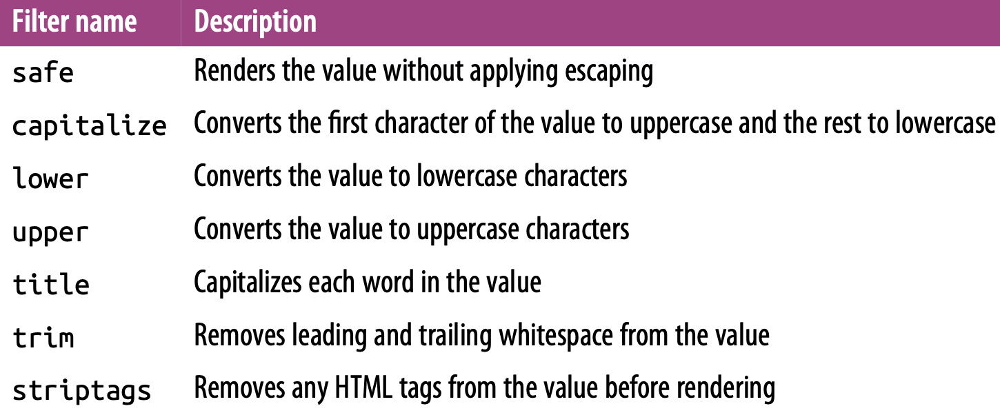 Filter name Description
safe Renders the value without applying escaping
capitalize Converts the first character of the value to uppercase and the rest to lowercase
lower Converts the value to lowercase characters
upper Converts the value to uppercase characters
title Capitalizes each word in the value
trim Removes leading and trailing whitespace from the value
striptags Removes any HTML tags from the value before rendering